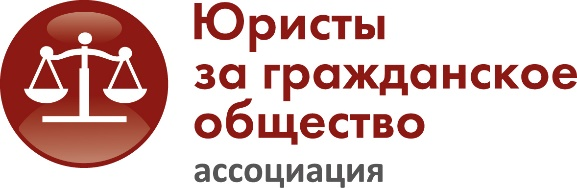 Юристы
за гражданское
общество
ассоциация